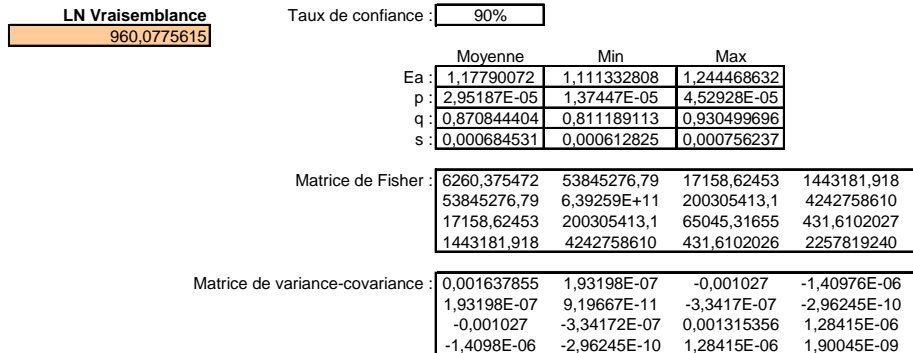 LN Vraisemblance Taux de confiance : 90%
960,0775615
Moyenne Min Max
Ea : 1,17790072 1,111332808 1,244468632
p : 2,95187E-05 1,37447E-05 4,52928E-05
q : 0,870844404 0,811189113 0,930499696
s : 0,000684531 0,000612825 0,000756237
Matrice de Fisher : 6260,375472 53845276,79 17158,62453 1443181,918
53845276,79 6,39259E+11 200305413,1 4242758610
17158,62453 200305413,1 65045,31655 431,6102027
1443181,918 4242758610 431,6102026 2257819240
Matrice de variance-covariance : 0,001637855 1,93198E-07 -0,001027 -1,40976E-06
1,93198E-07 9,19667E-11 -3,3417E-07 -2,96245E-10
-0,001027 -3,34172E-07 0,001315356 1,28415E-06
-1,4098E-06 -2,96245E-10 1,28415E-06 1,90045E-09